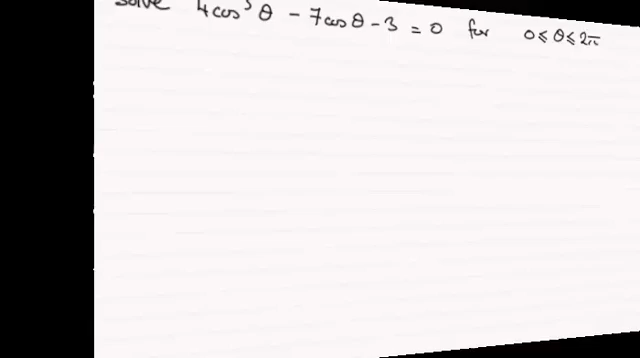 solve 4cos³θ - 7cosθ - 3 = 0 for 0 ⩽ θ ⩽ 2π